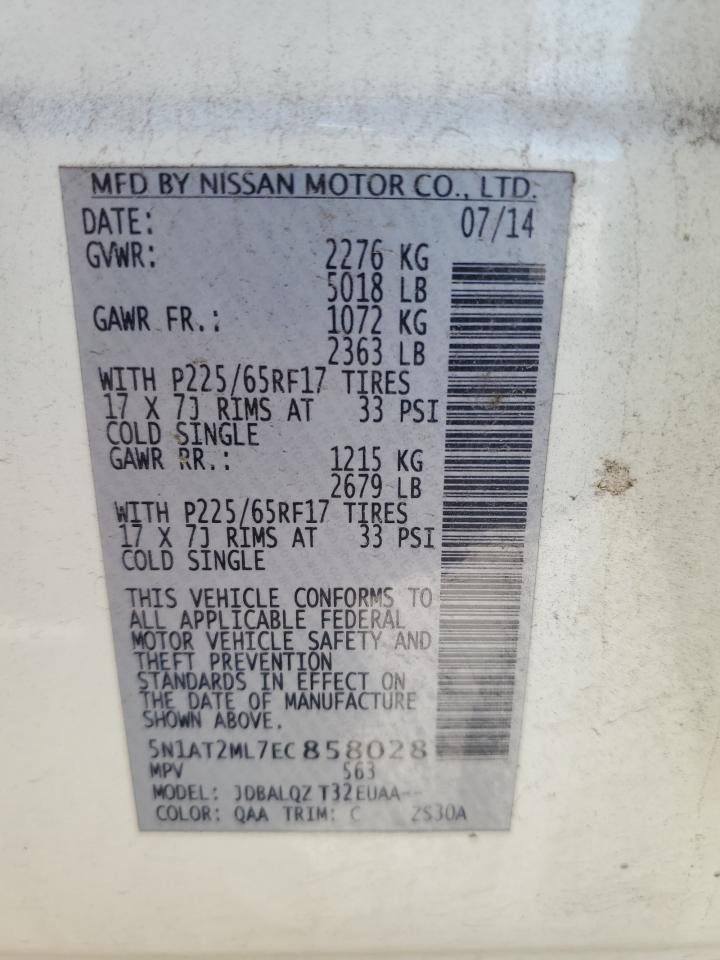 MFD BY NISSAN MOTOR CO., LTD.
DATE: 07/14
GVWR: 2276 KG
5018 LB
GAWR FR.: 1072 KG
2363 LB
WITH P225/65RF17 TIRES
17 X 7J RIMS AT 33 PSI
COLD SINGLE
GAWR RR.: 1215 KG
2679 LB
WITH P225/65RF17 TIRES
17 X 7J RIMS AT 33 PSI
COLD SINGLE
THIS VEHICLE CONFORMS TO
ALL APPLICABLE FEDERAL
MOTOR VEHICLE SAFETY AND
THEFT PREVENTION
STANDARDS IN EFFECT ON
THE DATE OF MANUFACTURE
SHOWN ABOVE.
5N1AT2ML7EC858028
MPV 563
MODEL: JDBALQZ T32EUAA--
COLOR: QAA TRIM: C ZS30A